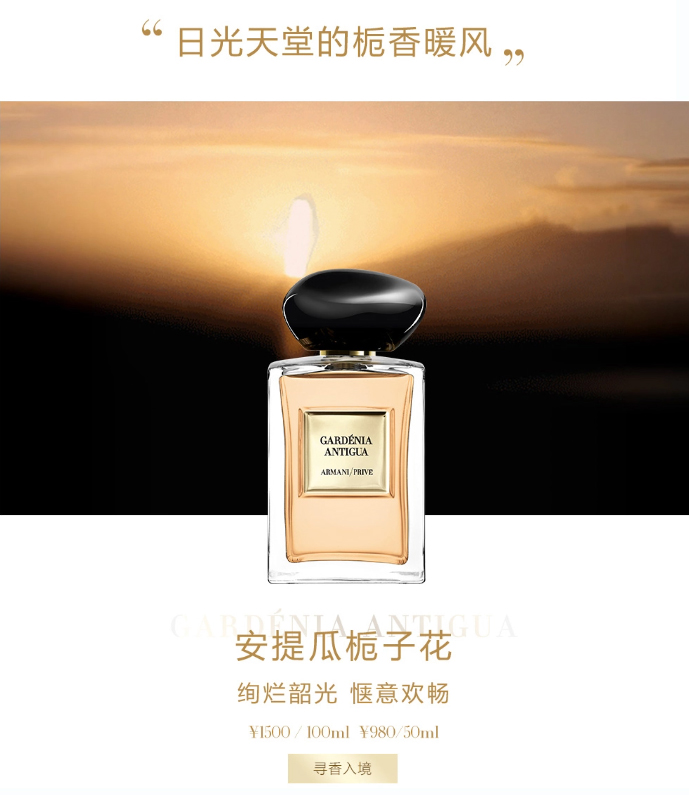 “ 日光天堂的栀香暖风 ”
GARDÉNIA
ANTIGUA
ARMANI/PRIVÉ
GARDÉNIA ANTIGUA
安提瓜栀子花
绚烂韶光 惬意欢畅
¥1500 / 100ml ¥980/50ml
寻香入境